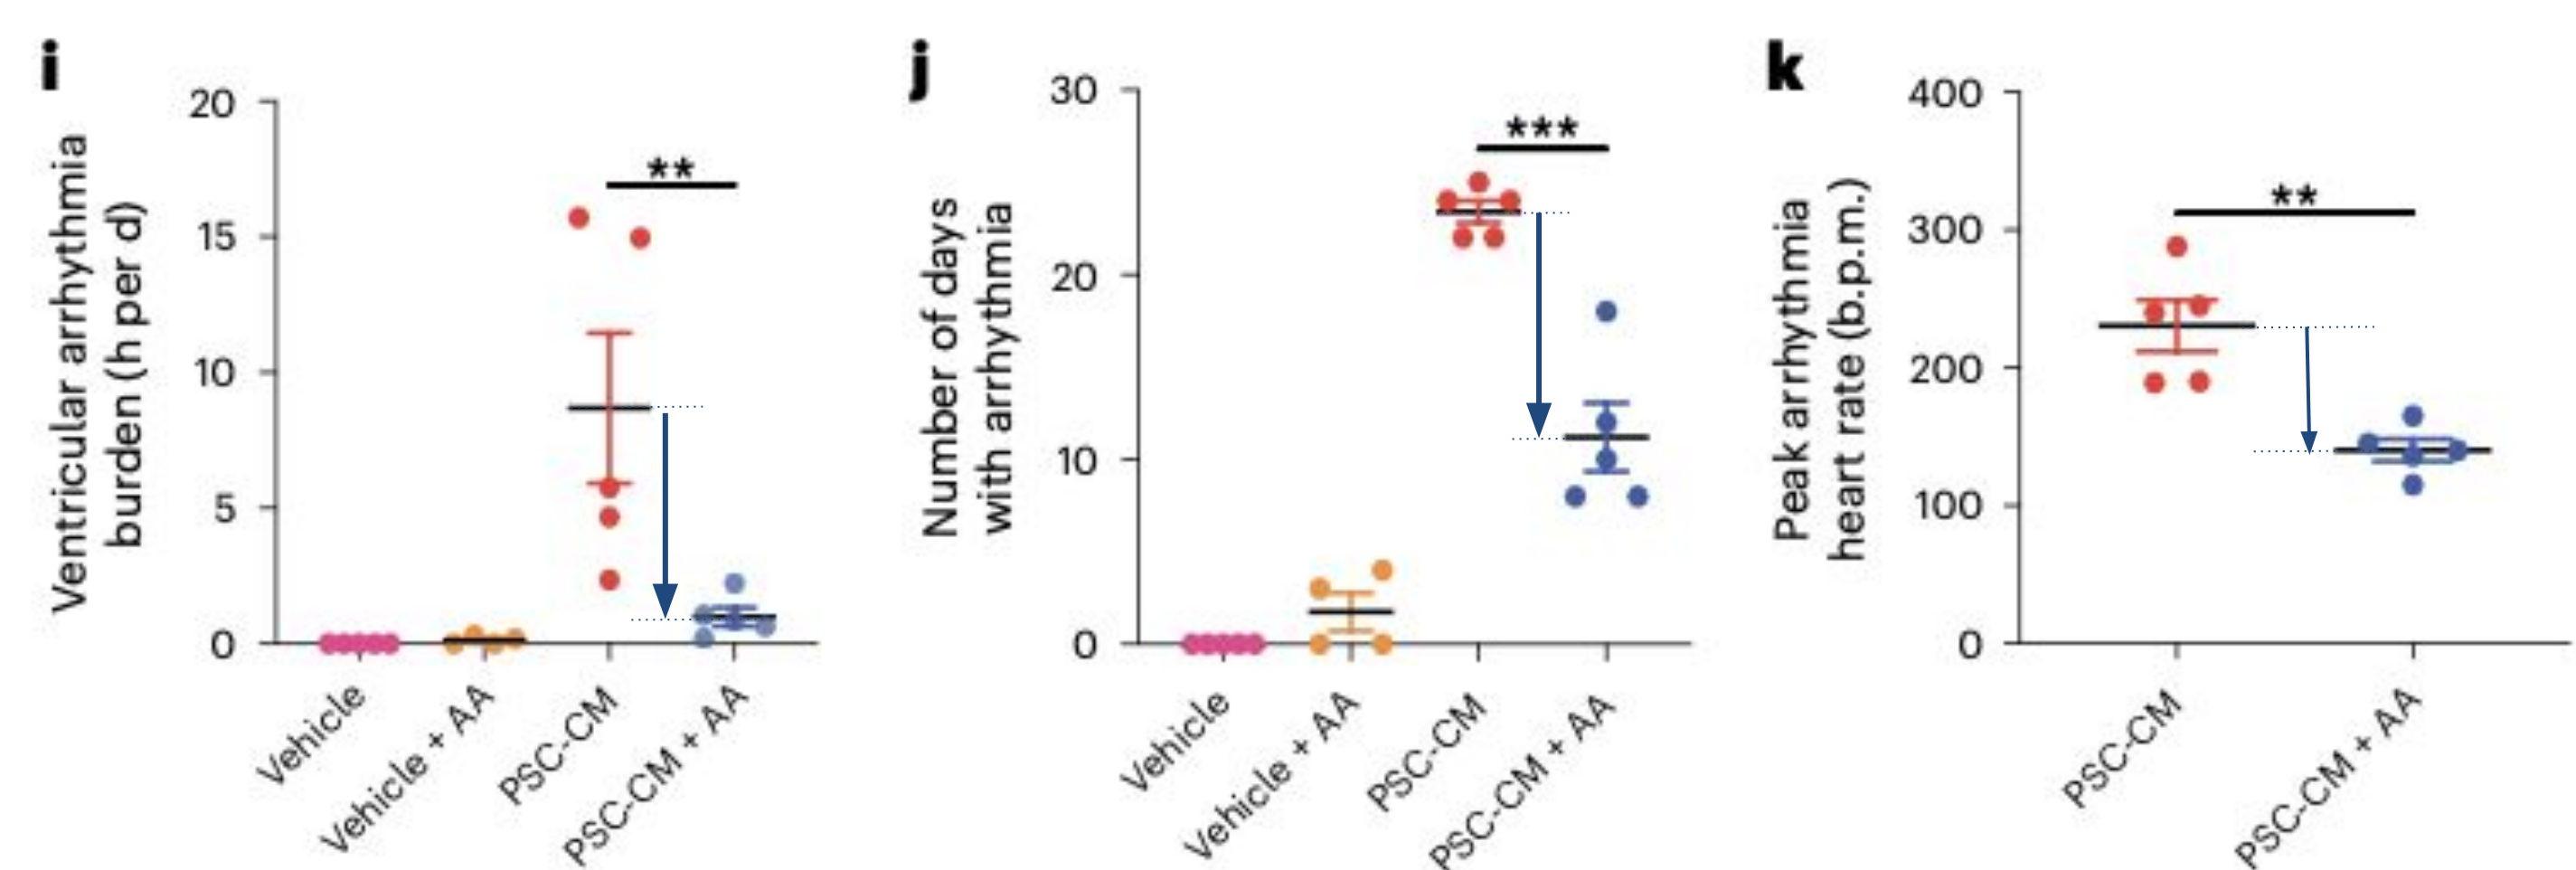 i
Ventricular arrhythmia
burden (h per d)
20
15
10
5
0
**
Vehicle
Vehicle + AA
PSC-CM
PSC-CM + AA
j
Number of days
with arrhythmia
30
20
10
0
***
Vehicle
Vehicle + AA
PSC-CM
PSC-CM + AA
k
Peak arrhythmia
heart rate (b.p.m.)
400
300
200
100
0
**
PSC-CM
PSC-CM + AA